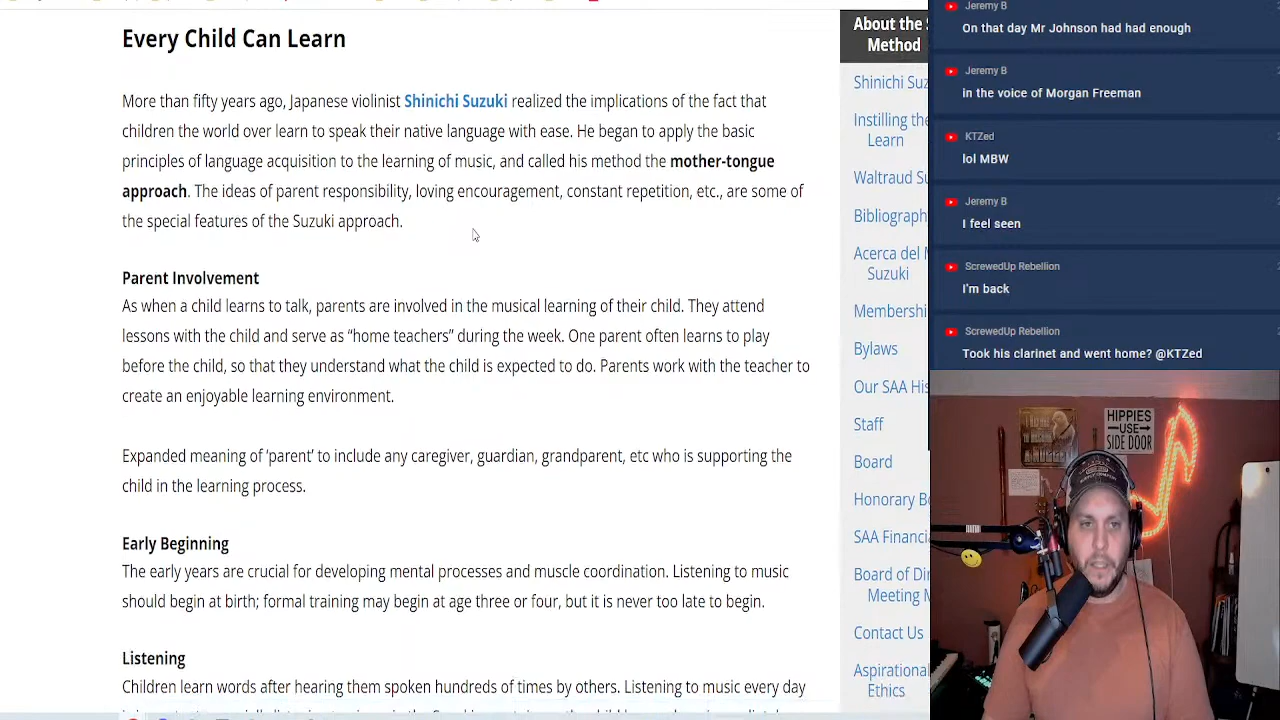 Every Child Can Learn
More than fifty years ago, Japanese violinist Shinichi Suzuki realized the implications of the fact that
children the world over learn to speak their native language with ease. He began to apply the basic
principles of language acquisition to the learning of music, and called his method the mother-tongue
approach. The ideas of parent responsibility, loving encouragement, constant repetition, etc., are some of
the special features of the Suzuki approach.
Parent Involvement
As when a child learns to talk, parents are involved in the musical learning of their child. They attend
lessons with the child and serve as “home teachers” during the week. One parent often learns to play
before the child, so that they understand what the child is expected to do. Parents work with the teacher to
create an enjoyable learning environment.
Expanded meaning of ‘parent’ to include any caregiver, guardian, grandparent, etc who is supporting the
child in the learning process.
Early Beginning
The early years are crucial for developing mental processes and muscle coordination. Listening to music
should begin at birth; formal training may begin at age three or four, but it is never too late to begin.
Listening
Children learn words after hearing them spoken hundreds of times by others. Listening to music every day
About the S
Method
Shinichi Suz
Instilling the
Learn
Waltraud Su
Bibliograph
Acerca del M
Suzuki
Membershi
Bylaws
Our SAA His
Staff
Board
Honorary Bo
SAA Financia
Board of Dir
Meeting M
Contact Us
Aspirational
Ethics
Jeremy B
On that day Mr Johnson had had enough
Jeremy B
in the voice of Morgan Freeman
KTZed
lol MBW
Jeremy B
I feel seen
ScrewedUp Rebellion
I'm back
ScrewedUp Rebellion
Took his clarinet and went home? @KTZed
HIPPIES
USE
SIDE DOOR